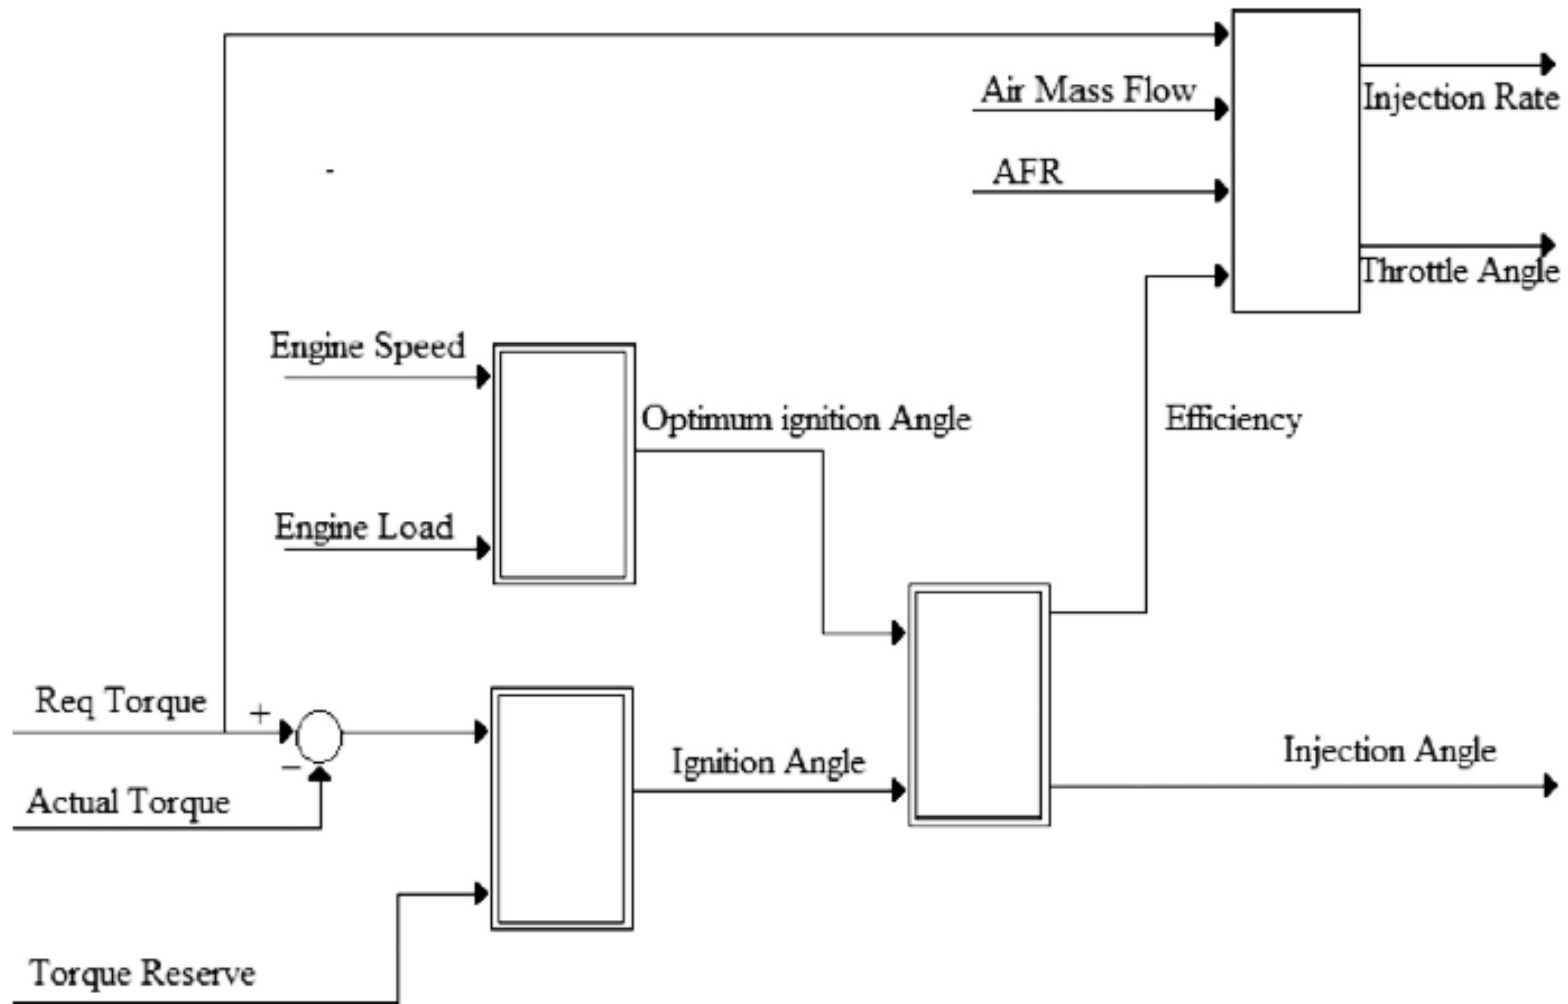 Air Mass Flow
Injection Rate
-
AFR
Throttle Angle
Engine Speed
Optimum ignition Angle
Efficiency
Engine Load
Req Torque
+
−
Ignition Angle
Injection Angle
Actual Torque
Torque Reserve